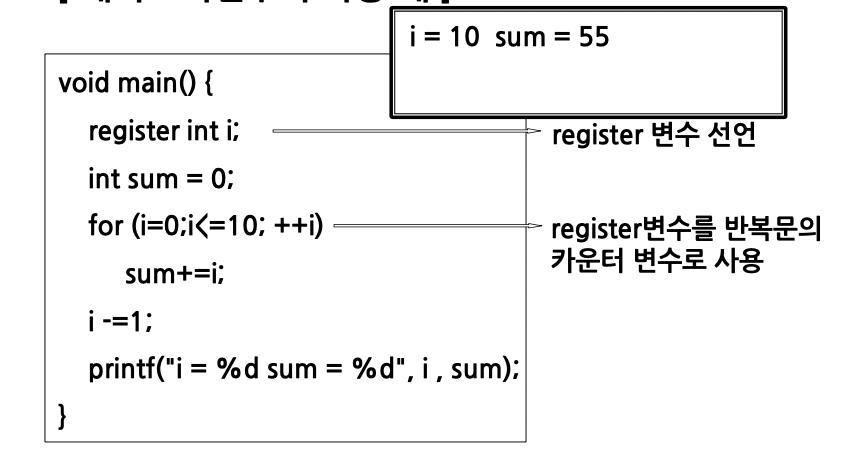 i = 10 sum = 55
void main() {
register int i;
register 변수 선언
int sum = 0;
for (i=0;i<=10; ++i)
register변수를 반복문의
카운터 변수로 사용
sum+=i;
i -=1;
printf("i = %d sum = %d", i , sum);
}